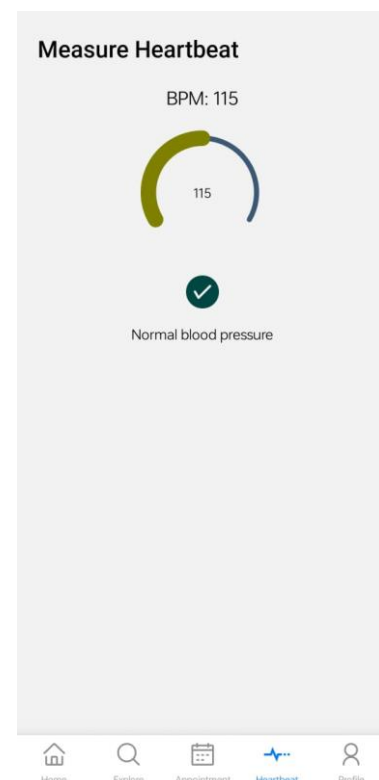 Measure Heartbeat
BPM: 115
115
Normal blood pressure
Home Explore Appointment Heartbeat Profile